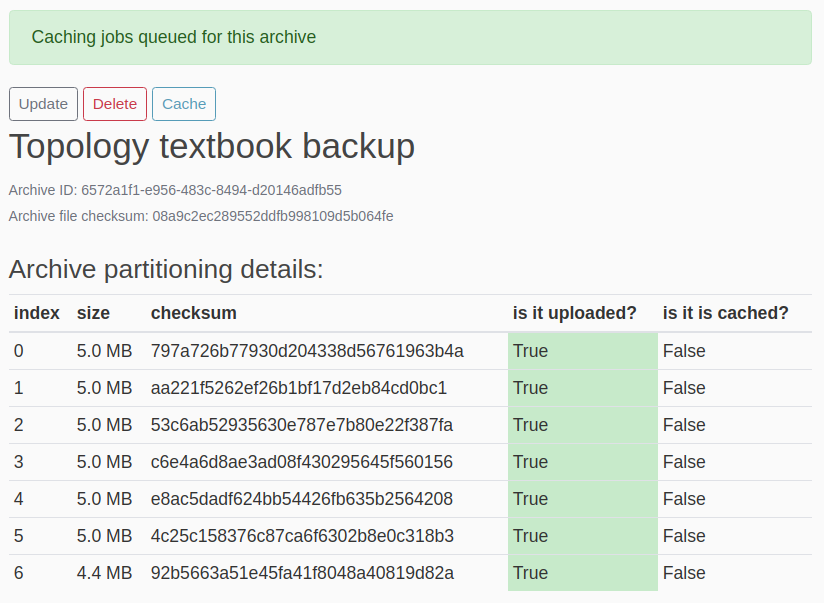 Caching jobs queued for this archive
Update Delete Cache
Topology textbook backup
Archive ID: 6572a1f1-e956-483c-8494-d20146adfb55
Archive file checksum: 08a9c2ec289552ddfb998109d5b064fe
Archive partitioning details:
index size checksum is it uploaded? is it is cached?
0 5.0 MB 797a726b77930d204338d56761963b4a True False
1 5.0 MB aa221f5262ef26b1bf17d2eb84cd0bc1 True False
2 5.0 MB 53c6ab52935630e787e7b80e22f387fa True False
3 5.0 MB c6e4a6d8ae3ad08f430295645f560156 True False
4 5.0 MB e8ac5dadf624bb54426fb635b2564208 True False
5 5.0 MB 4c25c158376c87ca6f6302b8e0c318b3 True False
6 4.4 MB 92b5663a51e45fa41f8048a40819d82a True False